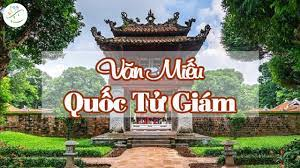 Văn Miếu
Quốc Tử Giám